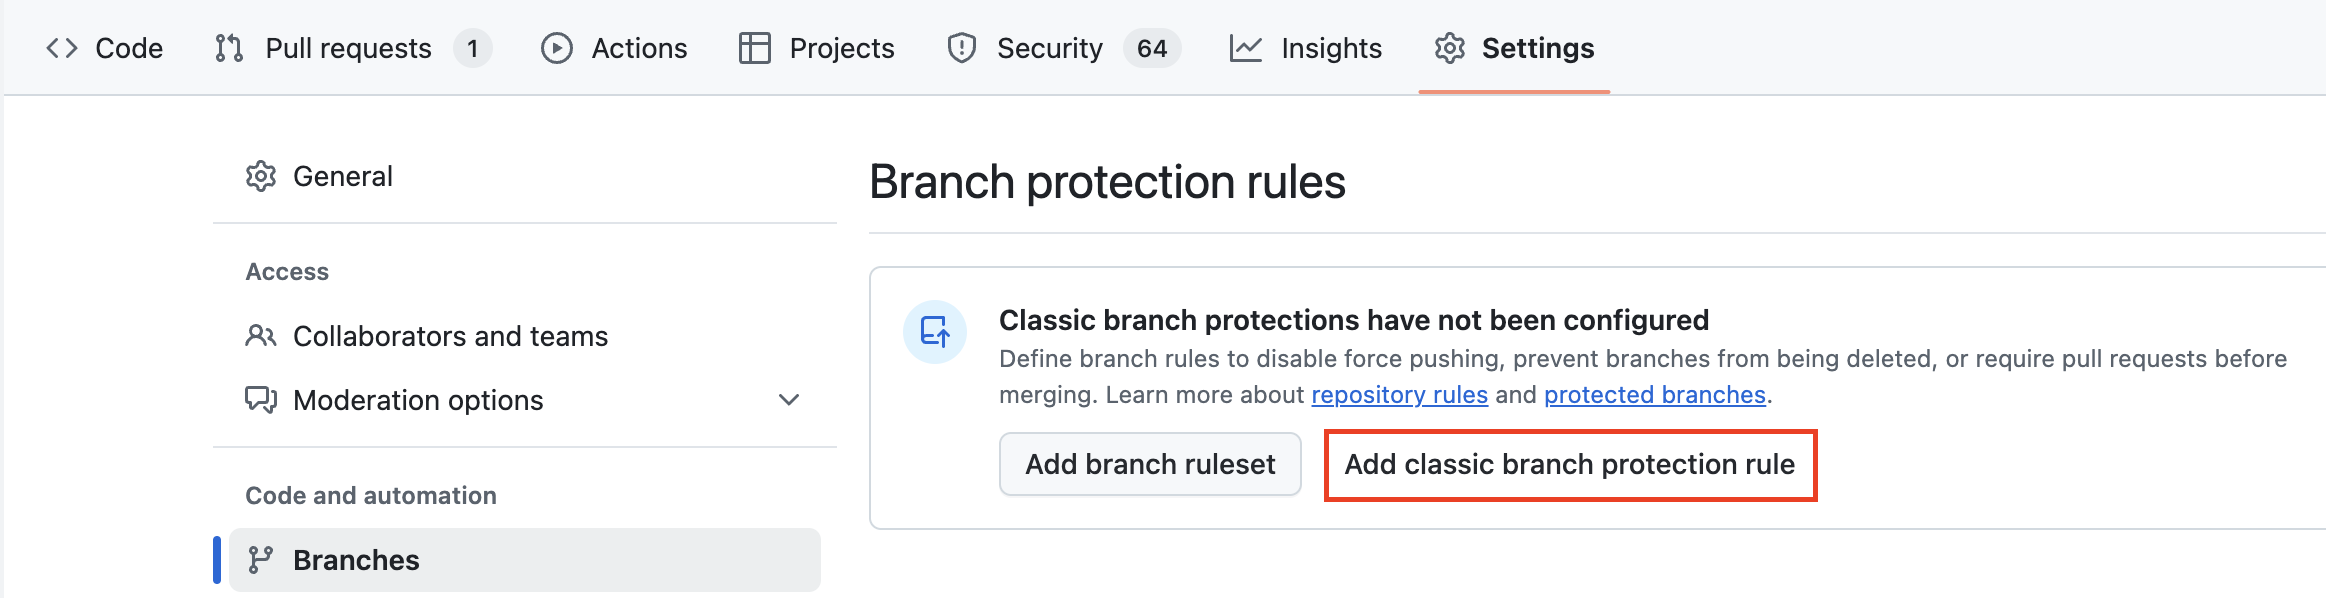 Code Pull requests 1 Actions Projects Security 64 Insights Settings
General
Access
Collaborators and teams
Moderation options
Code and automation
Branches
Branch protection rules
Classic branch protections have not been configured
Define branch rules to disable force pushing, prevent branches from being deleted, or require pull requests before
merging. Learn more about repository rules and protected branches.
Add branch ruleset Add classic branch protection rule